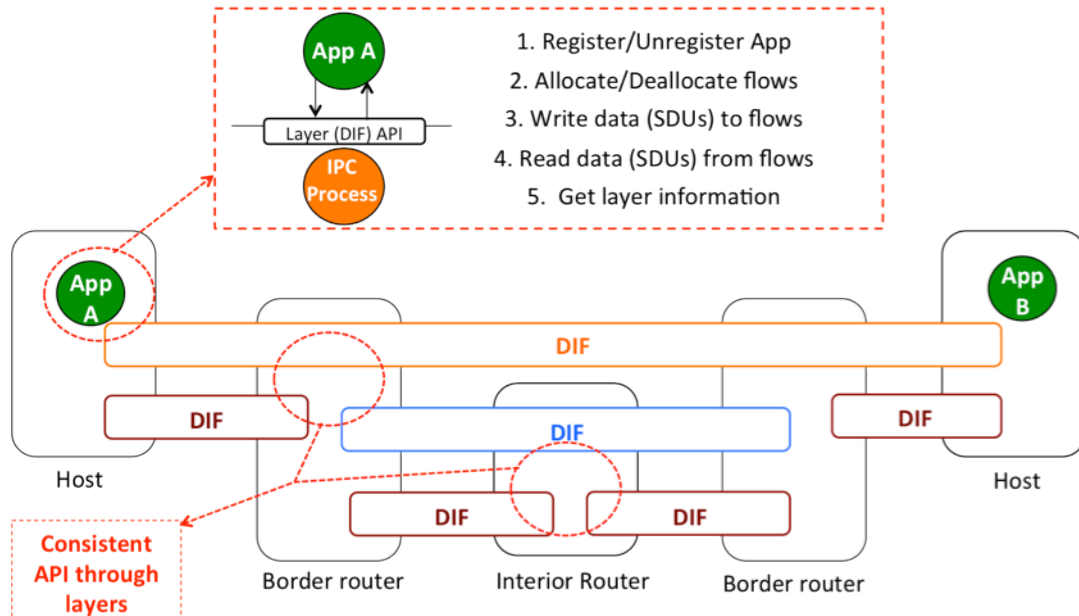 App A
Layer (DIF) API
IPC
Process
1. Register/Unregister App
2. Allocate/Deallocate flows
3. Write data (SDUs) to flows
4. Read data (SDUs) from flows
5. Get layer information
App
A
App
B
DIF
DIF
DIF
DIF
Host
Host
DIF
DIF
Consistent
API through
layers
Border router
Interior Router
Border router